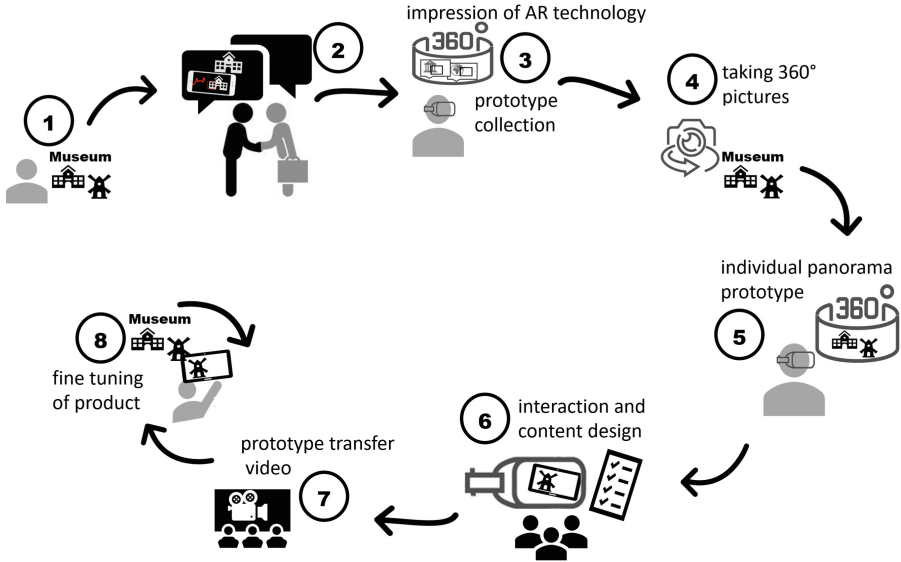 1
Museum
2
impression of AR technology
360°
3
prototype
collection
4
taking 360°
pictures
Museum
individual panorama
prototype
5
360°
6
interaction and
content design
prototype transfer
video
7
Museum
8
fine tuning
of product